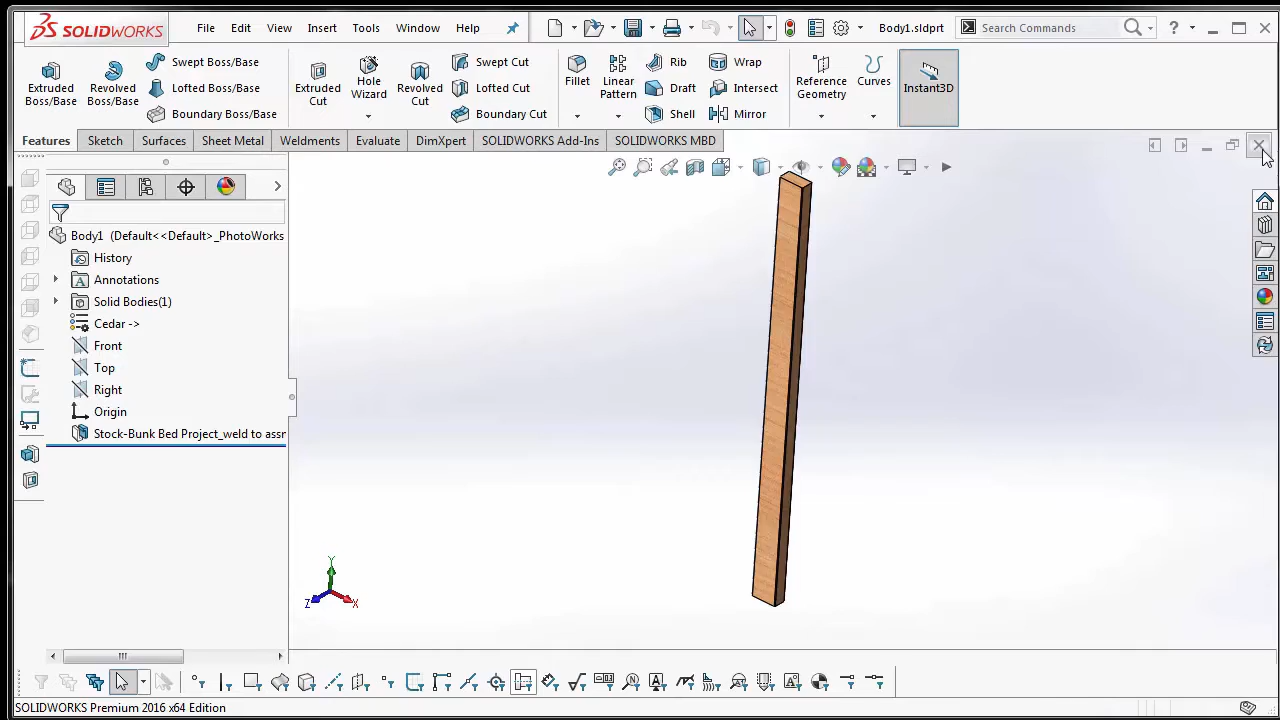 SOLIDWORKS
File Edit View Insert Tools Window Help
Body1.sldprt
Search Commands
?
Extruded Boss/Base
Revolved Boss/Base
Swept Boss/Base
Lofted Boss/Base
Boundary Boss/Base
Extruded Cut
Hole Wizard
Revolved Cut
Swept Cut
Lofted Cut
Boundary Cut
Fillet
Linear Pattern
Rib
Draft
Shell
Wrap
Intersect
Mirror
Reference Geometry
Curves
Instant3D
Features Sketch Surfaces Sheet Metal Weldments Evaluate DimXpert SOLIDWORKS Add-Ins SOLIDWORKS MBD
Body1 (Default<<Default>_PhotoWorks
History
Annotations
Solid Bodies(1)
Cedar ->
Front
Top
Right
Origin
Stock-Bunk Bed Project_weld to assm
Y
Z
X
SOLIDWORKS Premium 2016 x64 Edition